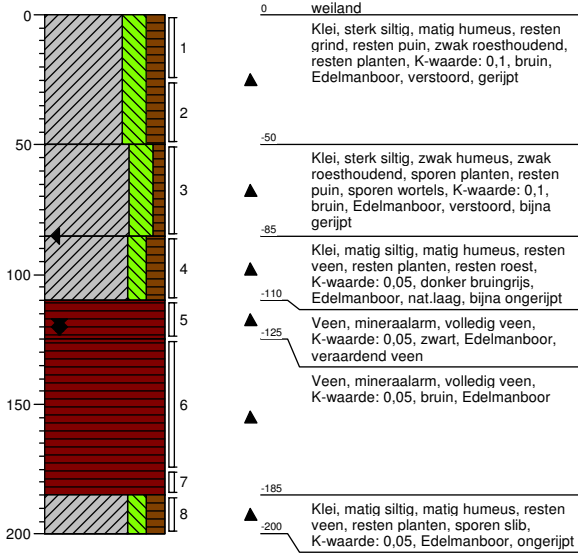 0
50
100
150
200
1
2
3
4
5
6
7
8
0 weiland
Klei, sterk siltig, matig humeus, resten
grind, resten puin, zwak roesthoudend,
resten planten, K-waarde: 0,1, bruin,
Edelmanboor, verstoord, gerijpt
-50
Klei, sterk siltig, zwak humeus, zwak
roesthoudend, sporen planten, resten
puin, sporen wortels, K-waarde: 0,1,
bruin, Edelmanboor, verstoord, bijna
gerijpt
-85
Klei, matig siltig, matig humeus, resten
veen, resten planten, resten roest,
K-waarde: 0,05, donker bruingrijs,
Edelmanboor, nat.laag, bijna ongerijpt
-110
Veen, mineraalarm, volledig veen,
K-waarde: 0,05, zwart, Edelmanboor,
veraardend veen
-125
Veen, mineraalarm, volledig veen,
K-waarde: 0,05, bruin, Edelmanboor
-185
Klei, matig siltig, matig humeus, resten
veen, resten planten, sporen slib,
K-waarde: 0,05, Edelmanboor, ongerijpt
-200